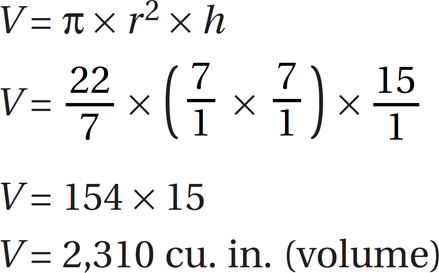 V = π × r² × h
V = 22/7 × (7/1 × 7/1) × 15/1
V = 154 × 15
V = 2,310 cu. in. (volume)